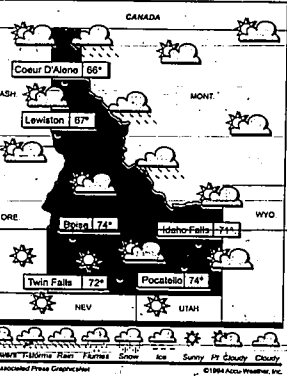 CANADA
Coeur D'Alene 66°
ASH.
MONT.
Lewiston 67°
ORE.
WYO.
Boise 74°
Idaho Falls 71°
Twin Falls 72°
Pocatello 74°
NEV
UTAH
T-Storms Rain Flurries Snow Ice Sunny Pt Cloudy Cloudy
Associated Press GraphicsNet ©1994 Accu-Weather, Inc.